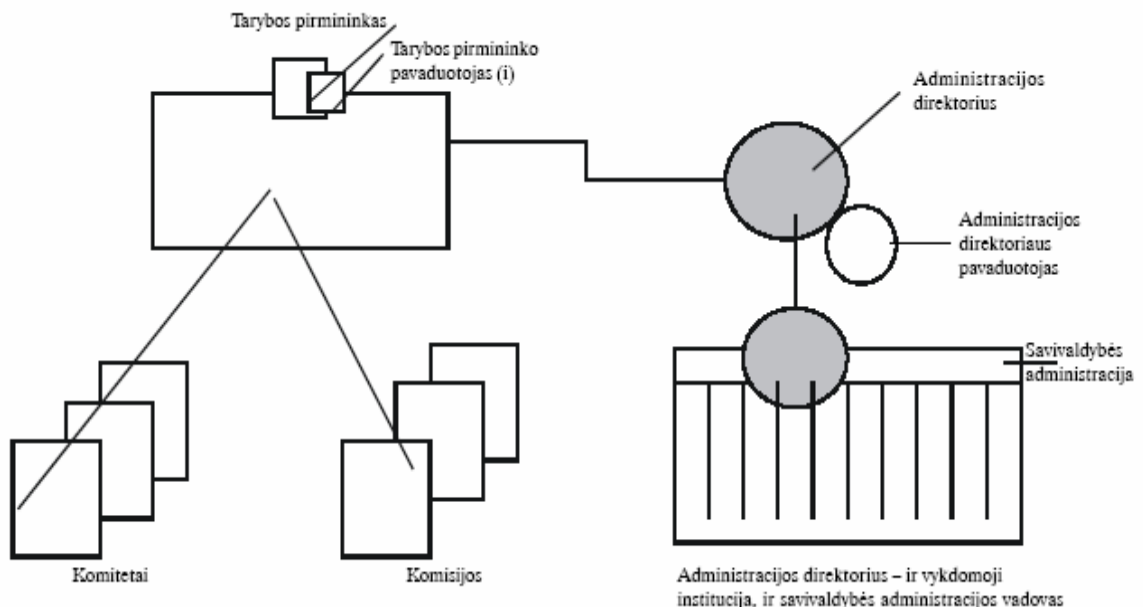 Tarybos pirmininkas
Tarybos pirmininko
pavaduotojas (i)
Administracijos
direktorius
Administracijos
direktoriaus
pavaduotojas
Savivaldybės
administracija
Komitetai
Komisijos
Administracijos direktorius – ir vykdomoji
institucija, ir savivaldybės administracijos vadovas